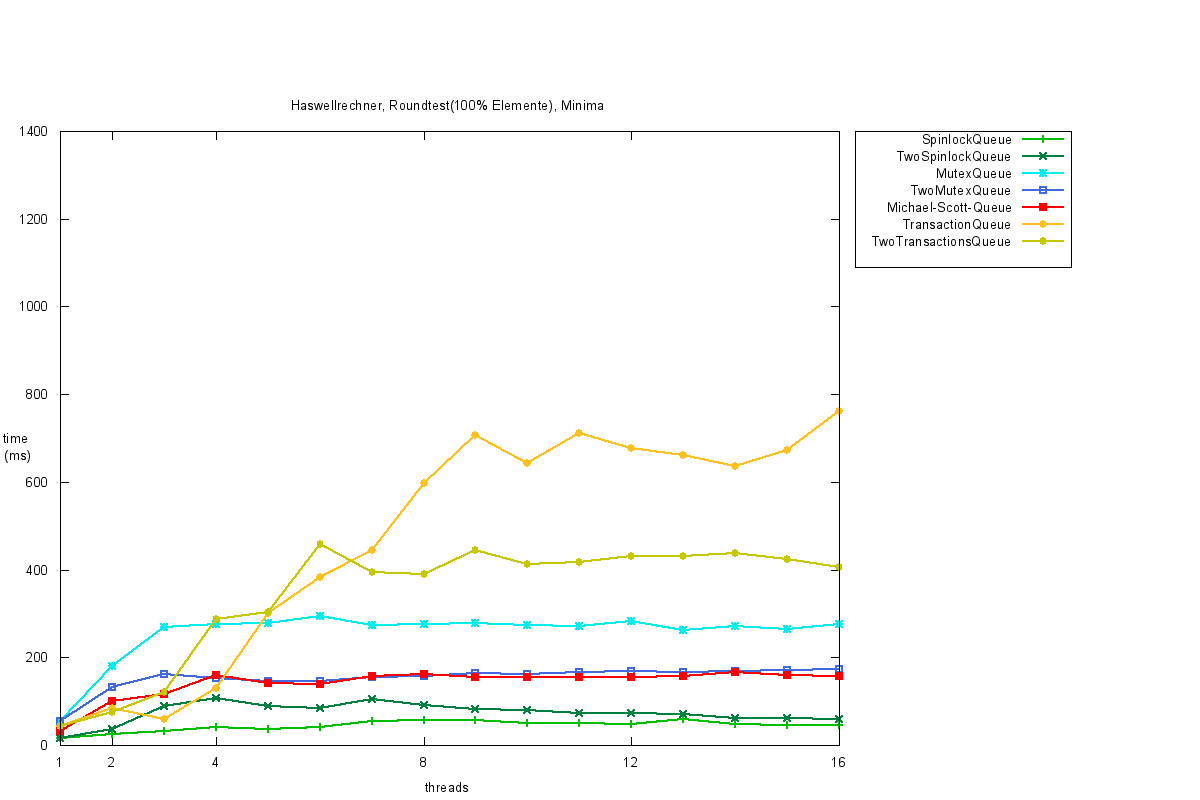 Haswellrechner, Roundtest(100% Elemente), Minima
1400
1200
1000
800
600
400
200
0
time
(ms)
1 2 4 8 12 16
threads
SpinlockQueue
TwoSpinlockQueue
MutexQueue
TwoMutexQueue
Michael-Scott-Queue
TransactionQueue
TwoTransactionsQueue